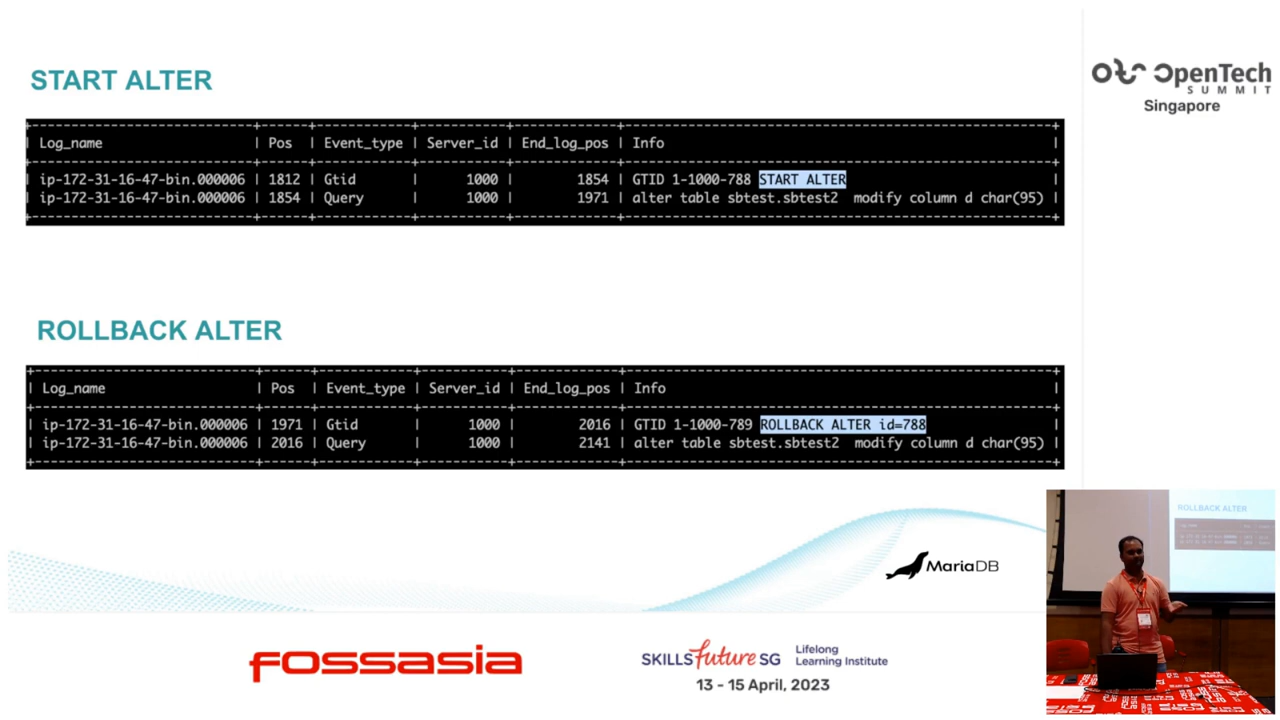 START ALTER
| Log_name | Pos | Event_type | Server_id | End_log_pos | Info |
| ip-172-31-16-47-bin.000006 | 1812 | Gtid | 1000 | 1854 | GTID 1-1000-788 START ALTER |
| ip-172-31-16-47-bin.000006 | 1854 | Query | 1000 | 1971 | alter table sbtest.sbtest2 modify column d char(95) |
ROLLBACK ALTER
| Log_name | Pos | Event_type | Server_id | End_log_pos | Info |
| ip-172-31-16-47-bin.000006 | 1971 | Gtid | 1000 | 2016 | GTID 1-1000-789 ROLLBACK ALTER id=788 |
| ip-172-31-16-47-bin.000006 | 2016 | Query | 1000 | 2141 | alter table sbtest.sbtest2 modify column d char(95) |
MariaDB
OpenTech
SUMMIT
Singapore
ROLLBACK ALTER
fossasia
SKILLS future SG
Lifelong
Learning Institute
13 - 15 April, 2023